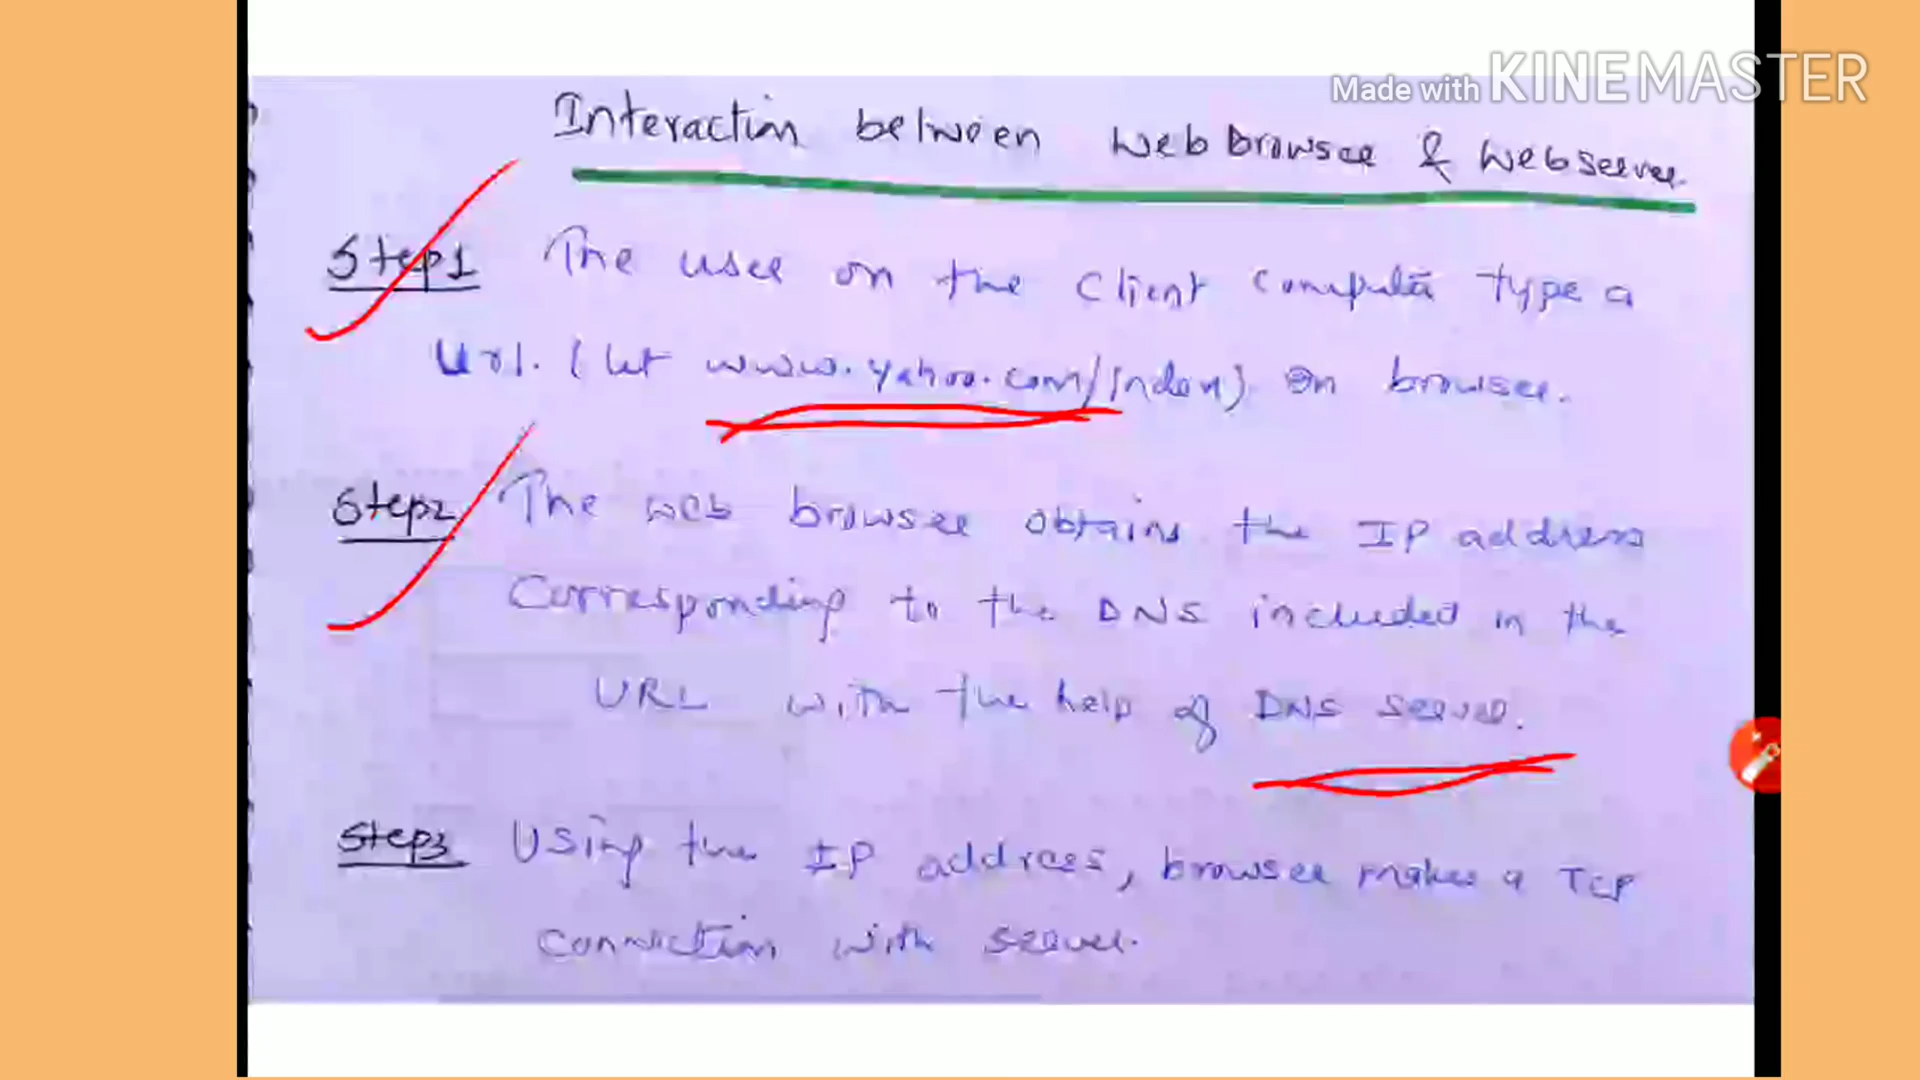 Made with KINEMASTER
Interaction between Web Browser & Webserver.
Step1 The user on the Client Computer type a
Url. (let www.yahoo.com/index) on browser.
Step2 The web browser obtains the IP address
Corresponding to the DNS included in the
URL with the help of DNS server.
Step3 Using the IP address, browser makes a TCP
Connection with server.